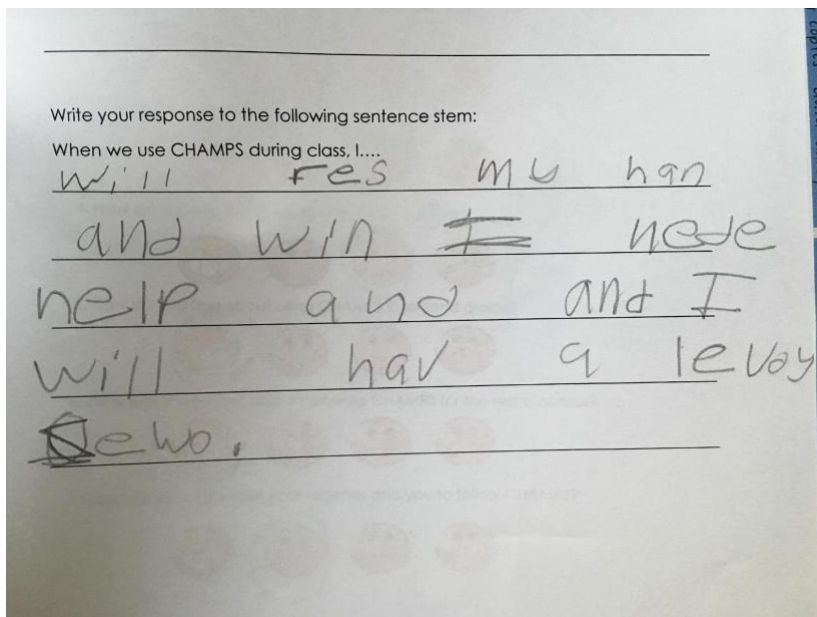 Write your response to the following sentence stem:
When we use CHAMPS during class, I....
will res my han
and win I nede
help and and I
will hav a levoy